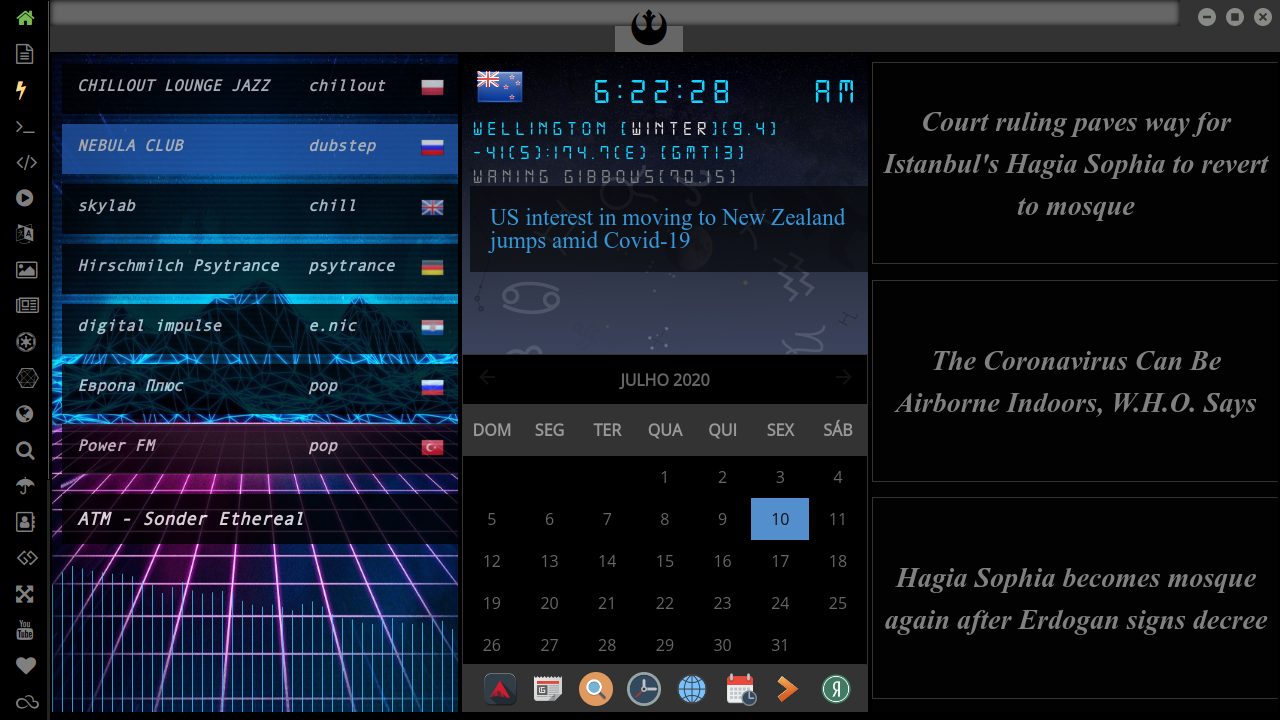 CHILLOUT LOUNGE JAZZ chillout
NEBULA CLUB dubstep
skylab chill
Hirschmilch Psytrance psytrance
digital impulse e.nic
Европа Плюс pop
Power FM pop
ATM - Sonder Ethereal
6:22:28 AM
WELLINGTON [WINTER][9.4]
-41(S):174.7(E) [GMT13]
WANING GIBBOUS[70.15]
US interest in moving to New Zealand
jumps amid Covid-19
JULHO 2020
DOM SEG TER QUA QUI SEX SÁB
1 2 3 4
5 6 7 8 9 10 11
12 13 14 15 16 17 18
19 20 21 22 23 24 25
26 27 28 29 30 31
Court ruling paves way for
Istanbul's Hagia Sophia to revert
to mosque
The Coronavirus Can Be
Airborne Indoors, W.H.O. Says
Hagia Sophia becomes mosque
again after Erdogan signs decree
You
Tube
Я